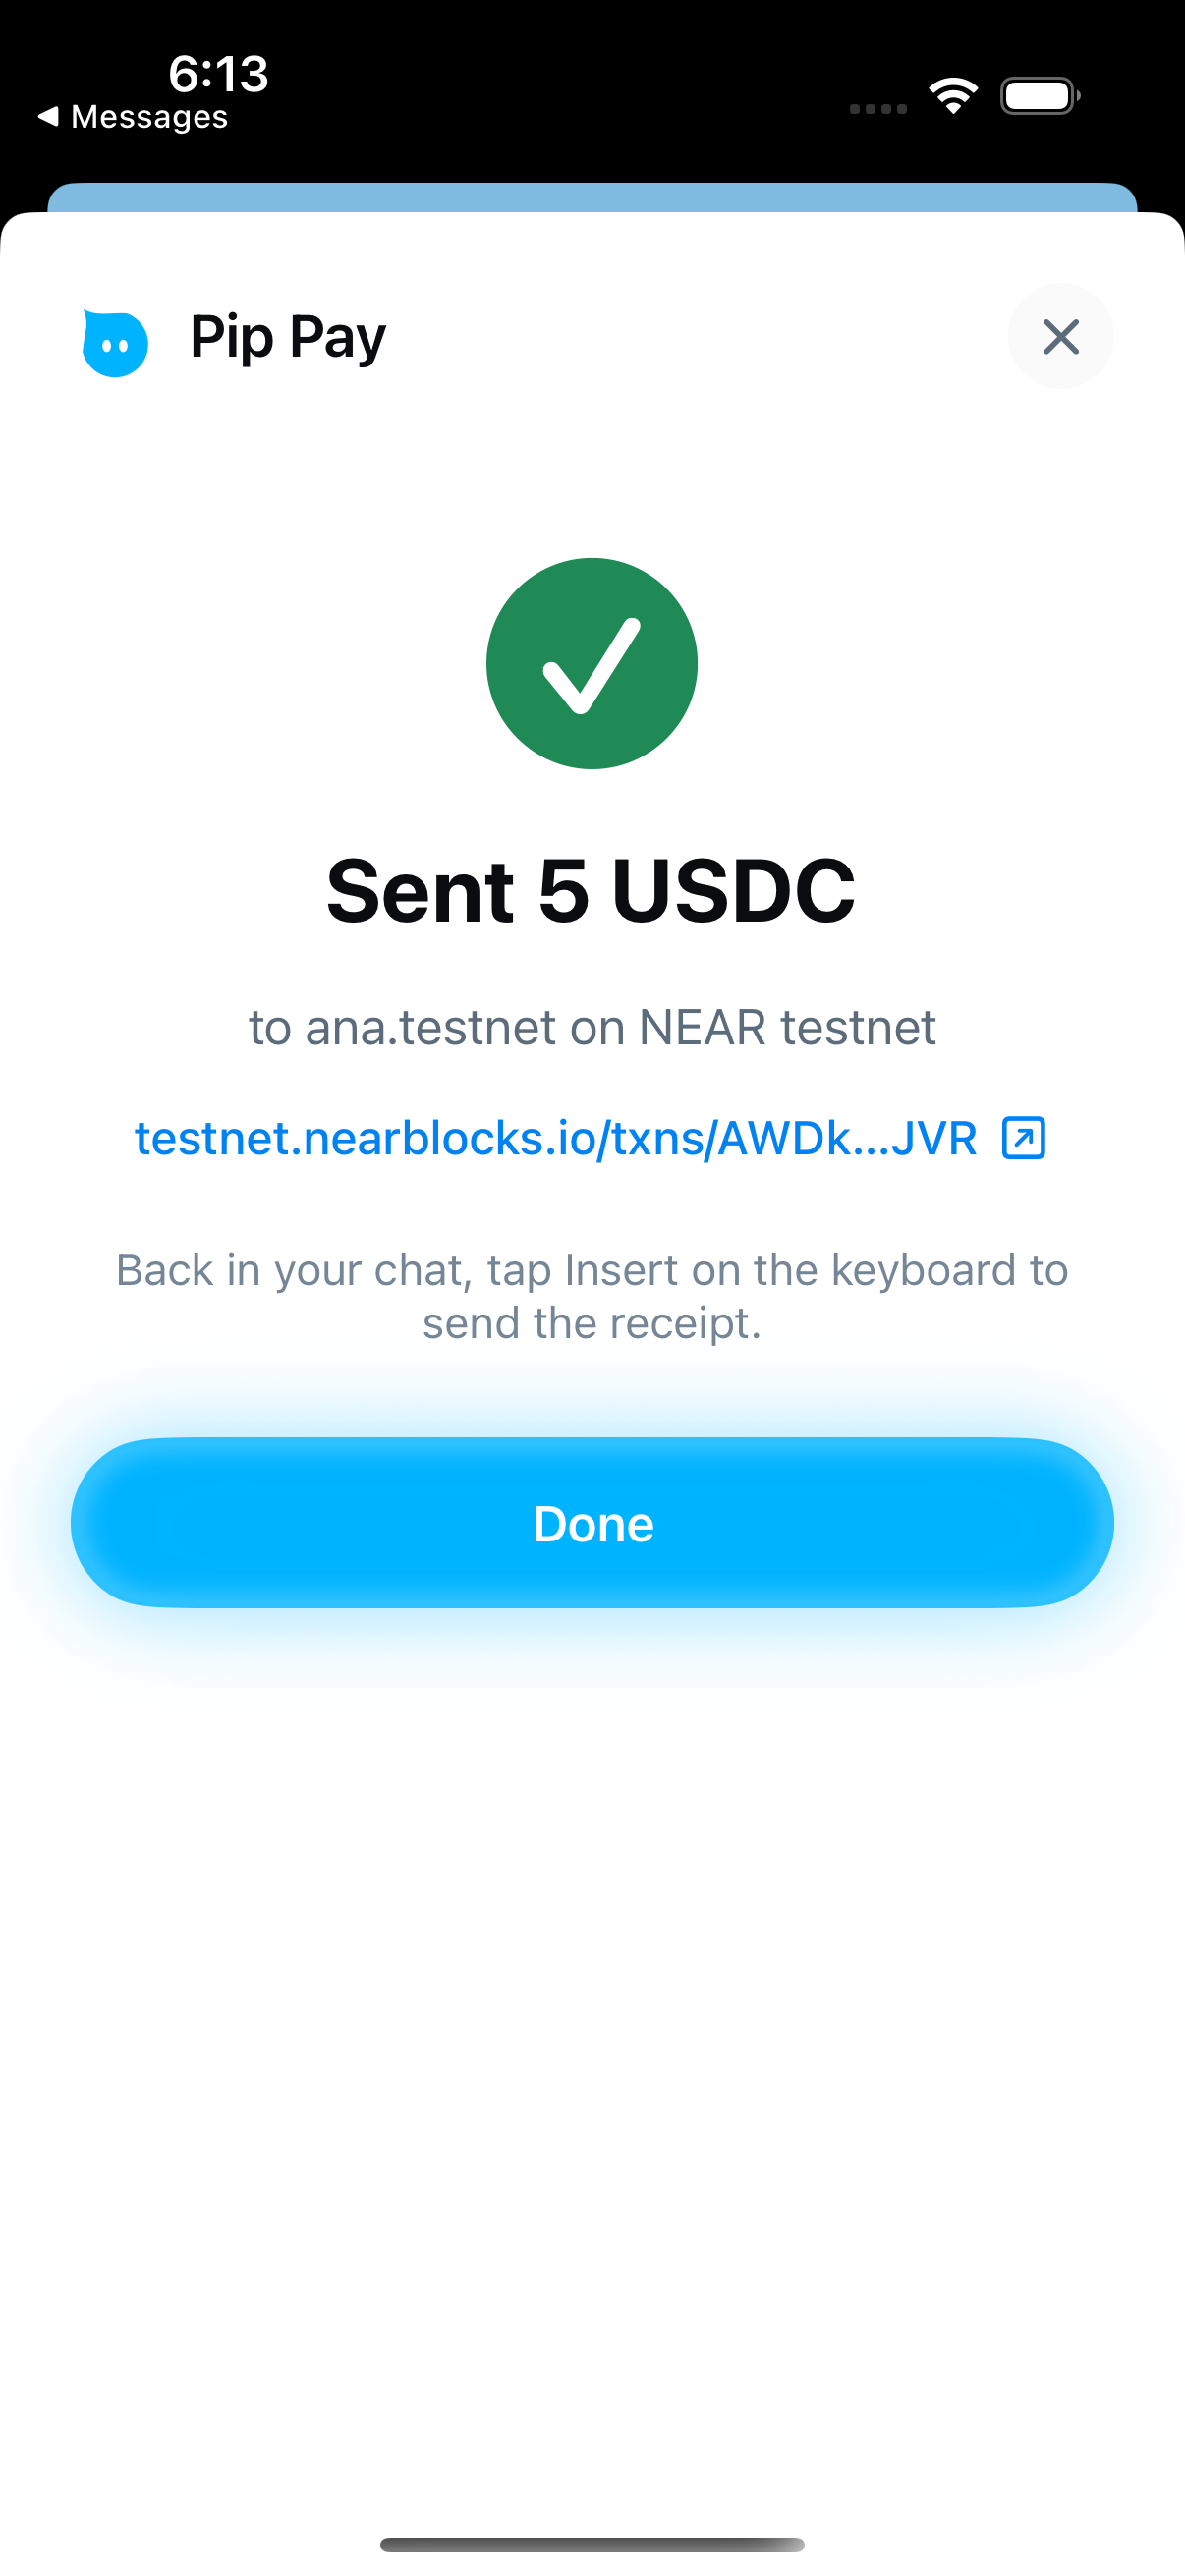 6:13
Messages
Pip Pay
Sent 5 USDC
to ana.testnet on NEAR testnet
testnet.nearblocks.io/txns/AWDk...JVR
Back in your chat, tap Insert on the keyboard to
send the receipt.
Done